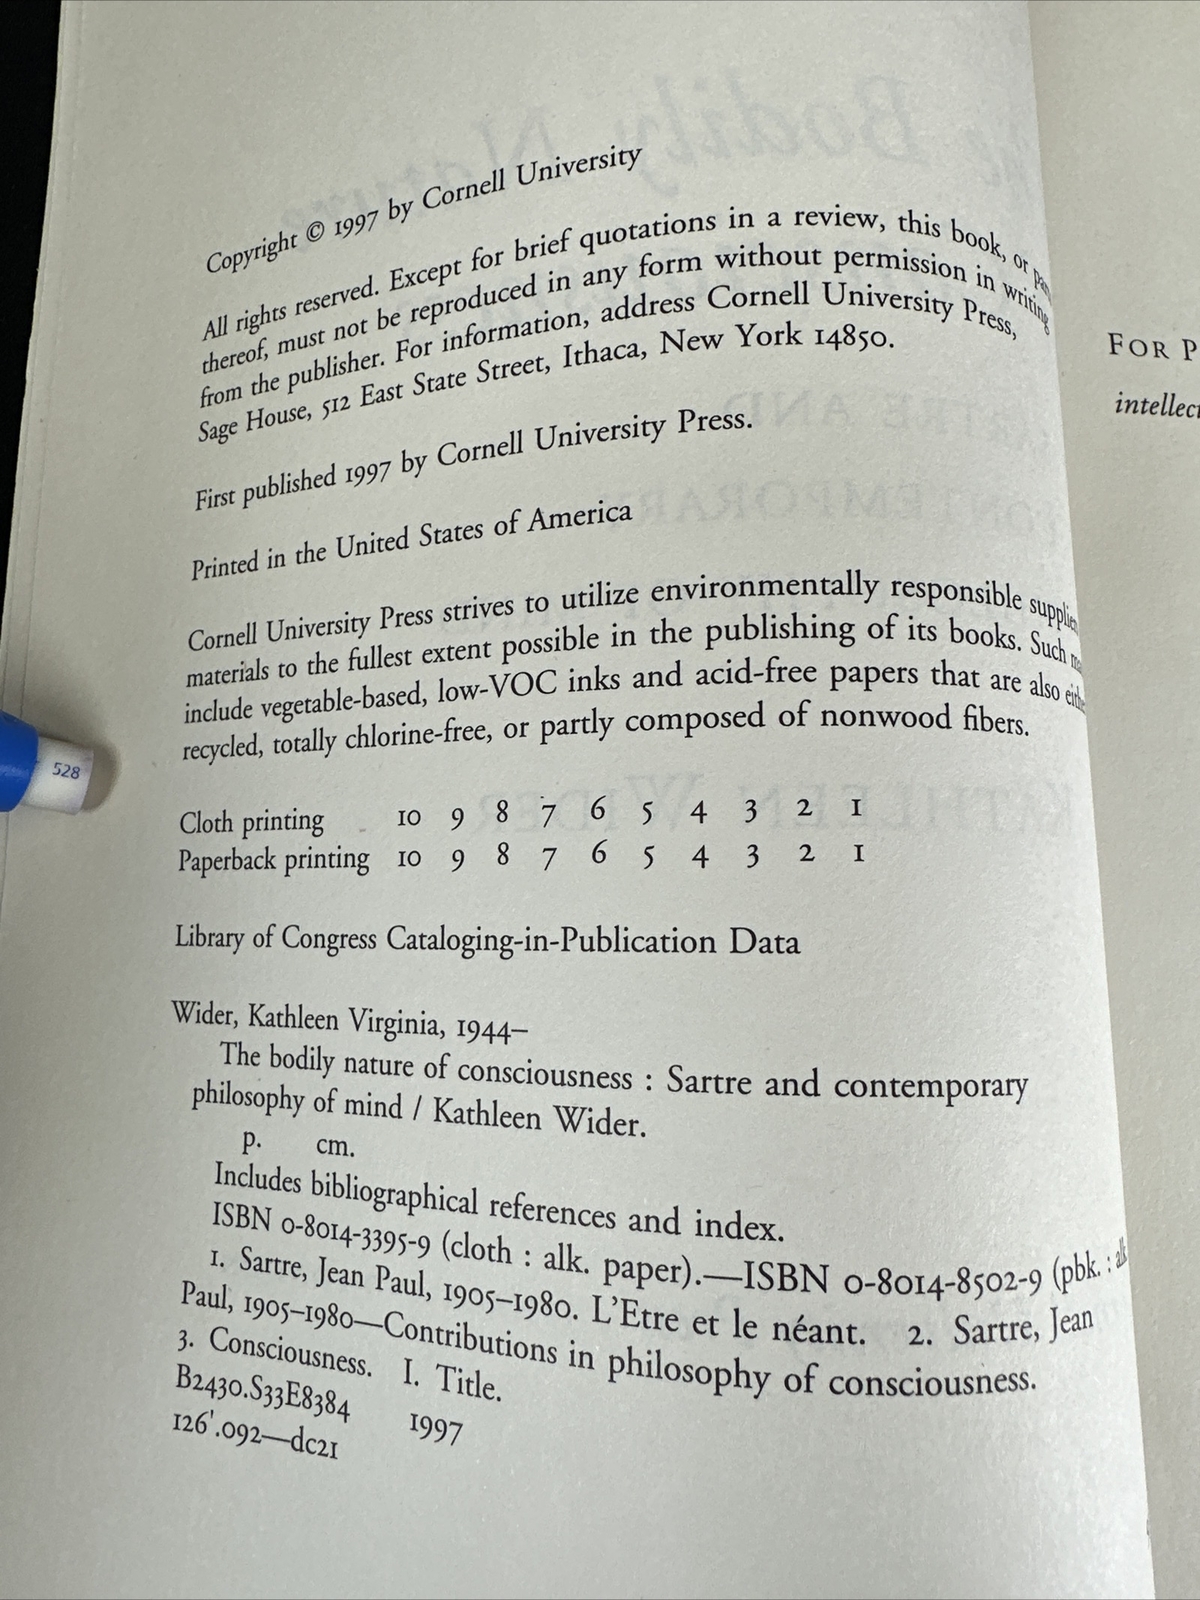 Copyright © 1997 by Cornell University
All rights reserved. Except for brief quotations in a review, this book, or
thereof, must not be reproduced in any form without permission in writing
from the publisher. For information, address Cornell University Press,
Sage House, 512 East State Street, Ithaca, New York 14850.
First published 1997 by Cornell University Press.
Printed in the United States of America
Cornell University Press strives to utilize environmentally responsible
materials to the fullest extent possible in the publishing of its books. Such
include vegetable-based, low-VOC inks and acid-free papers that are also
recycled, totally chlorine-free, or partly composed of nonwood fibers.
528
Cloth printing 10 9 8 7 6 5 4 3 2 1
Paperback printing 10 9 8 7 6 5 4 3 2 1
Library of Congress Cataloging-in-Publication Data
Wider, Kathleen Virginia, 1944–
The bodily nature of consciousness : Sartre and contemporary
philosophy of mind / Kathleen Wider.
p. cm.
Includes bibliographical references and index.
ISBN 0-8014-3395-9 (cloth : alk. paper).—ISBN 0-8014-8502-9 (pbk. :
1. Sartre, Jean Paul, 1905–1980. L'Etre et le néant. 2. Sartre, Jean
Paul, 1905–1980—Contributions in philosophy of consciousness.
3. Consciousness. I. Title.
B2430.S33E8384 1997
126'.092—dc21
FOR P
intellec